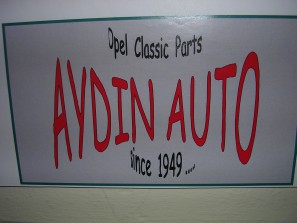 Opel Classic Parts
AYDIN AUTO
since 1949....